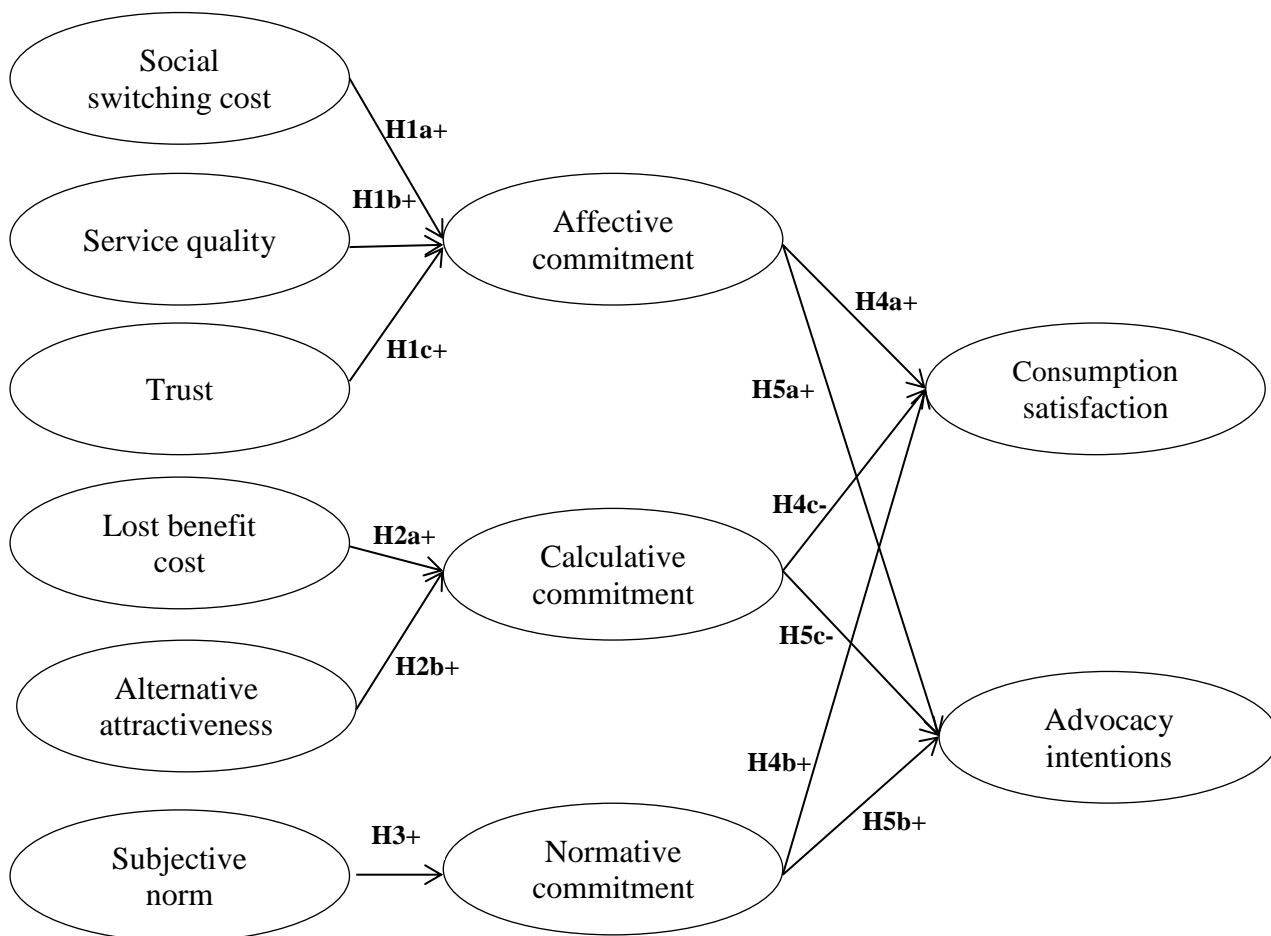 Social
switching cost
H1a+
H1b+
Service quality
Affective
commitment
H1c+
Trust
H4a+
H5a+
Consumption
satisfaction
Lost benefit
cost
H2a+
Calculative
commitment
H4c-
H2b+
H5c-
Alternative
attractiveness
Advocacy
intentions
H4b+
H5b+
Subjective
norm
H3+
Normative
commitment